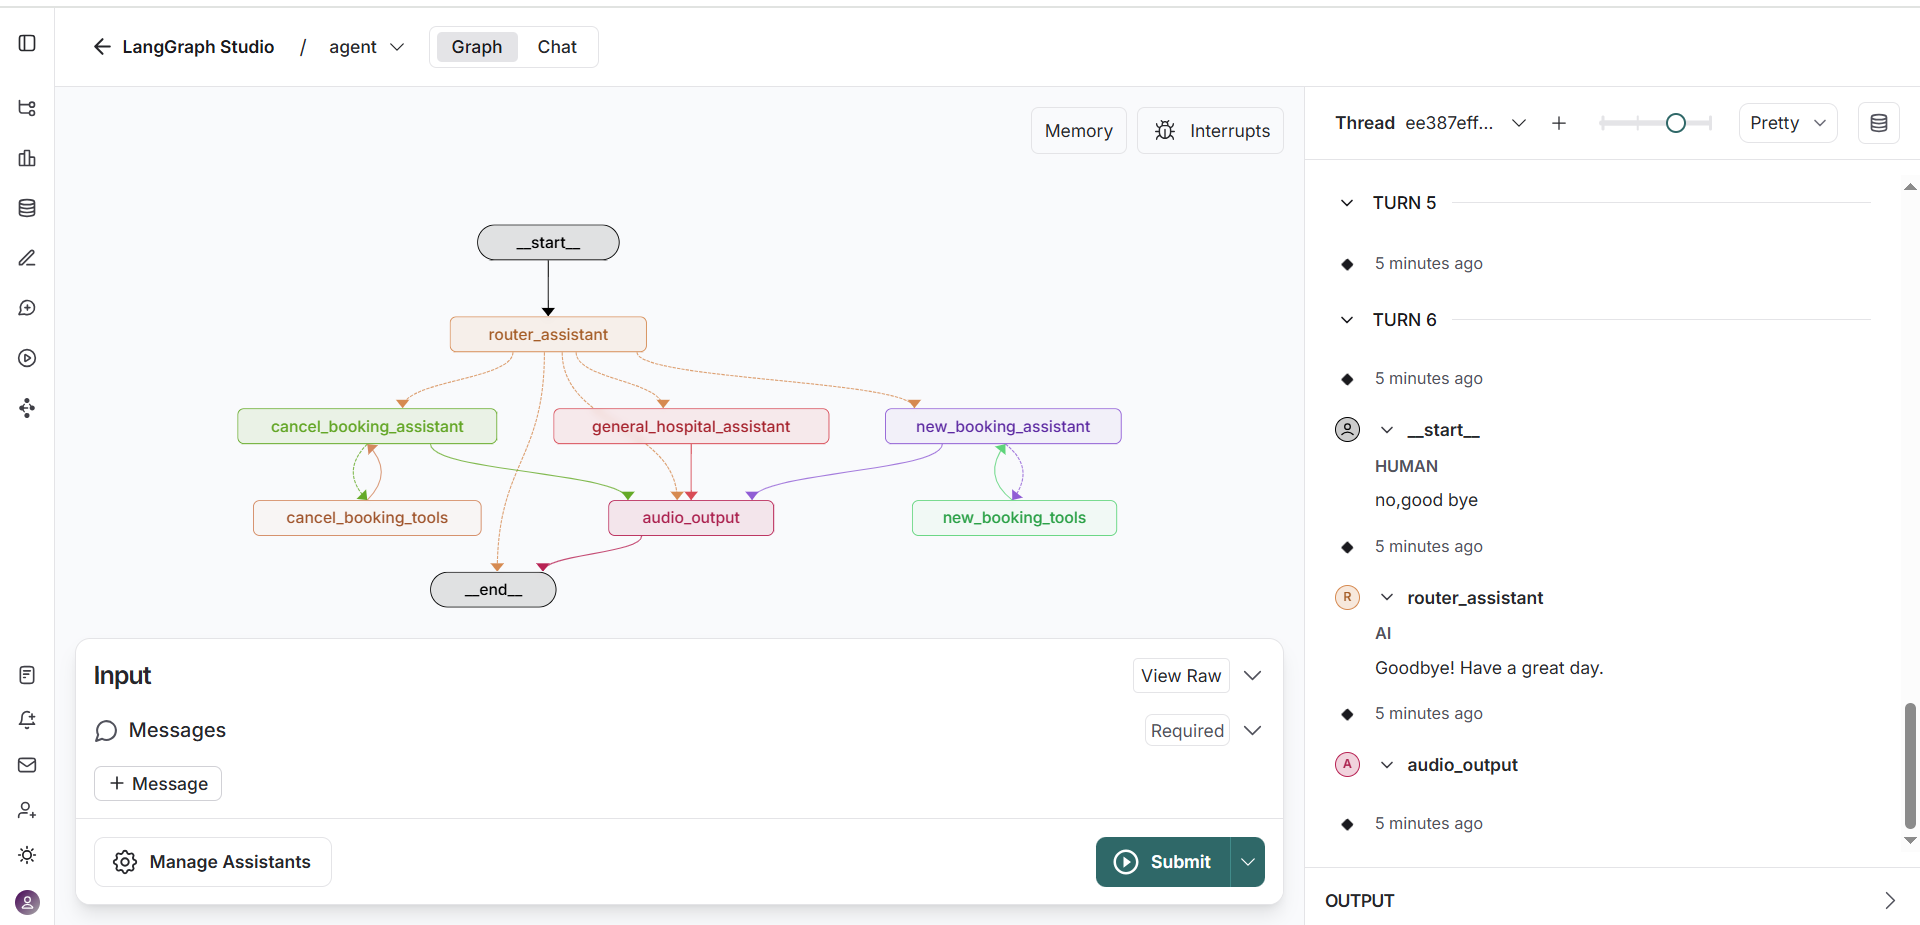 LangGraph Studio / agent
Graph
Chat
Memory
Interrupts
__start__
router_assistant
cancel_booking_assistant
general_hospital_assistant
new_booking_assistant
cancel_booking_tools
audio_output
new_booking_tools
__end__
Input
View Raw
Messages
Required
+ Message
Manage Assistants
Submit
Thread ee387eff...
+
Pretty
TURN 5
5 minutes ago
TURN 6
5 minutes ago
__start__
HUMAN
no,good bye
5 minutes ago
R
router_assistant
AI
Goodbye! Have a great day.
5 minutes ago
A
audio_output
5 minutes ago
OUTPUT